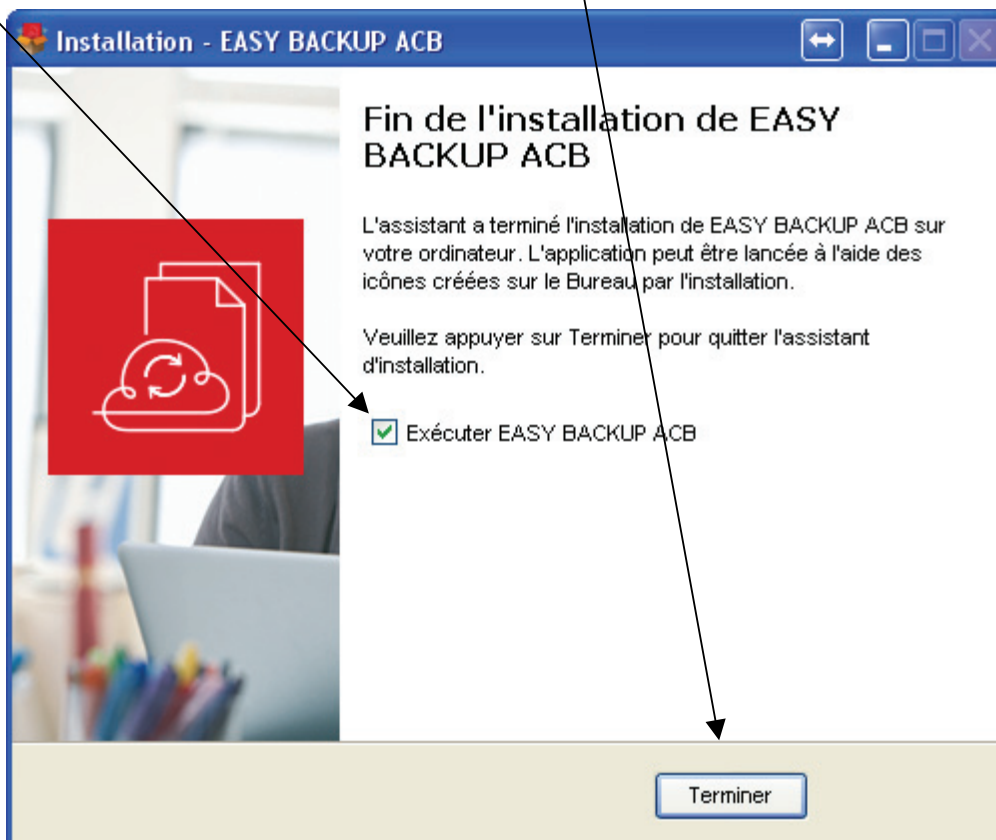 Installation - EASY BACKUP ACB
Fin de l'installation de EASY
BACKUP ACB
L'assistant a terminé l'installation de EASY BACKUP ACB sur
votre ordinateur. L'application peut être lancée à l'aide des
icônes créées sur le Bureau par l'installation.
Veuillez appuyer sur Terminer pour quitter l'assistant
d'installation.
Exécuter EASY BACKUP ACB
Terminer